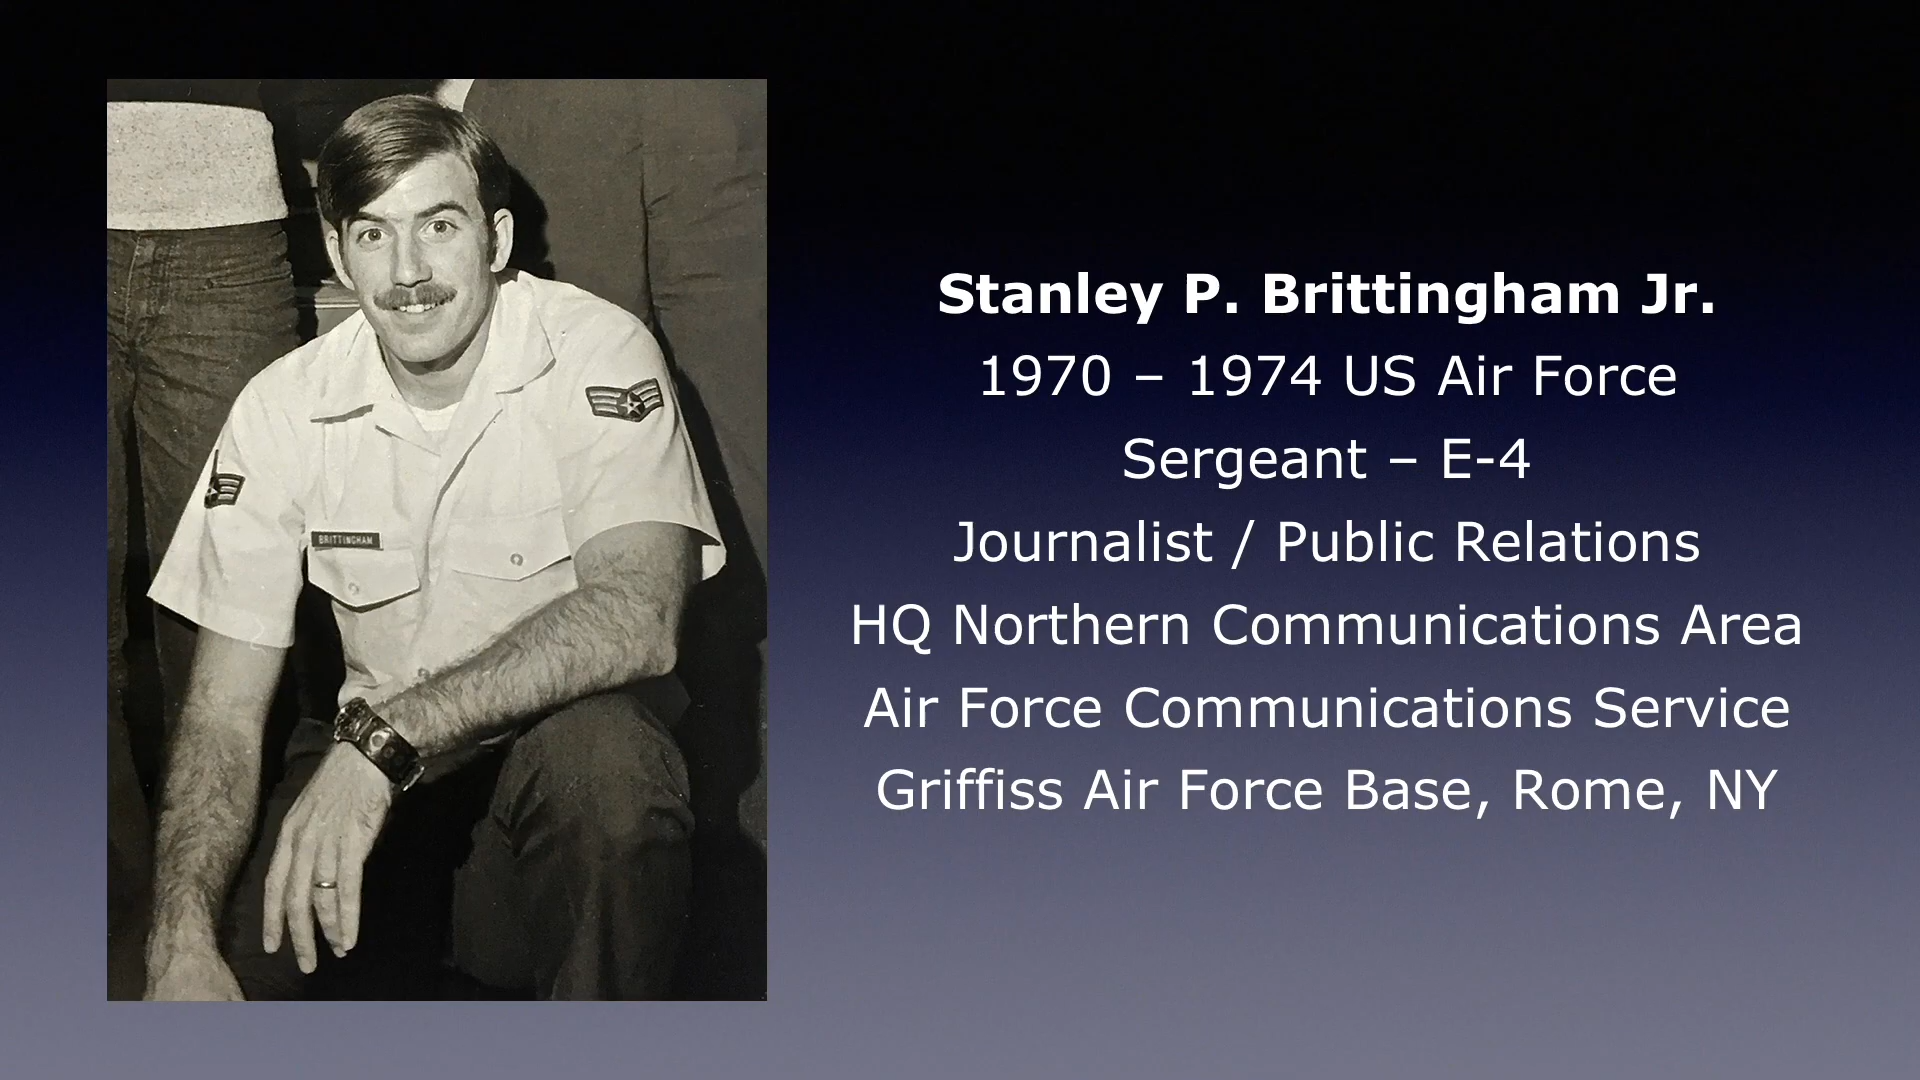 BRITTINGHAM
Stanley P. Brittingham Jr.
1970 – 1974 US Air Force
Sergeant – E-4
Journalist / Public Relations
HQ Northern Communications Area
Air Force Communications Service
Griffiss Air Force Base, Rome, NY